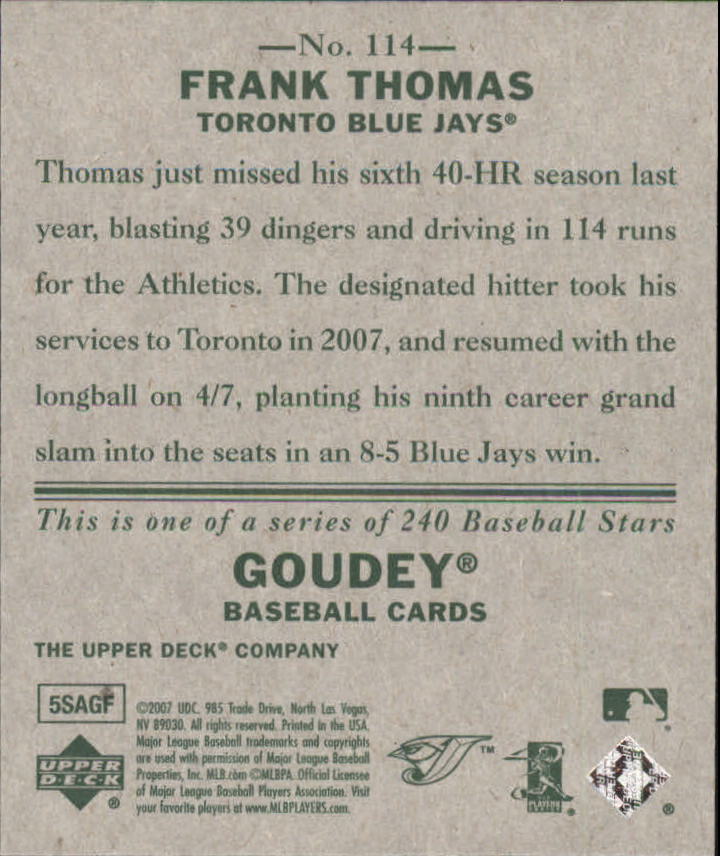 —No. 114—
FRANK THOMAS
TORONTO BLUE JAYS®
Thomas just missed his sixth 40-HR season last
year, blasting 39 dingers and driving in 114 runs
for the Athletics. The designated hitter took his
services to Toronto in 2007, and resumed with the
longball on 4/7, planting his ninth career grand
slam into the seats in an 8-5 Blue Jays win.
This is one of a series of 240 Baseball Stars
GOUDEY®
BASEBALL CARDS
THE UPPER DECK® COMPANY
5SAGF
©2007 UDC, 985 Trade Drive, North Las Vegas,
NV 89030. All rights reserved. Printed in the USA.
Major League Baseball trademarks and copyrights
are used with permission of Major League Baseball
Properties, Inc. MLB.com ©MLBPA. Official Licensee
of Major League Baseball Players Association. Visit
your favorite players at www.MLBPLAYERS.com.
UPPER
D·E·C·K
®
™
PLAYERS
®
®